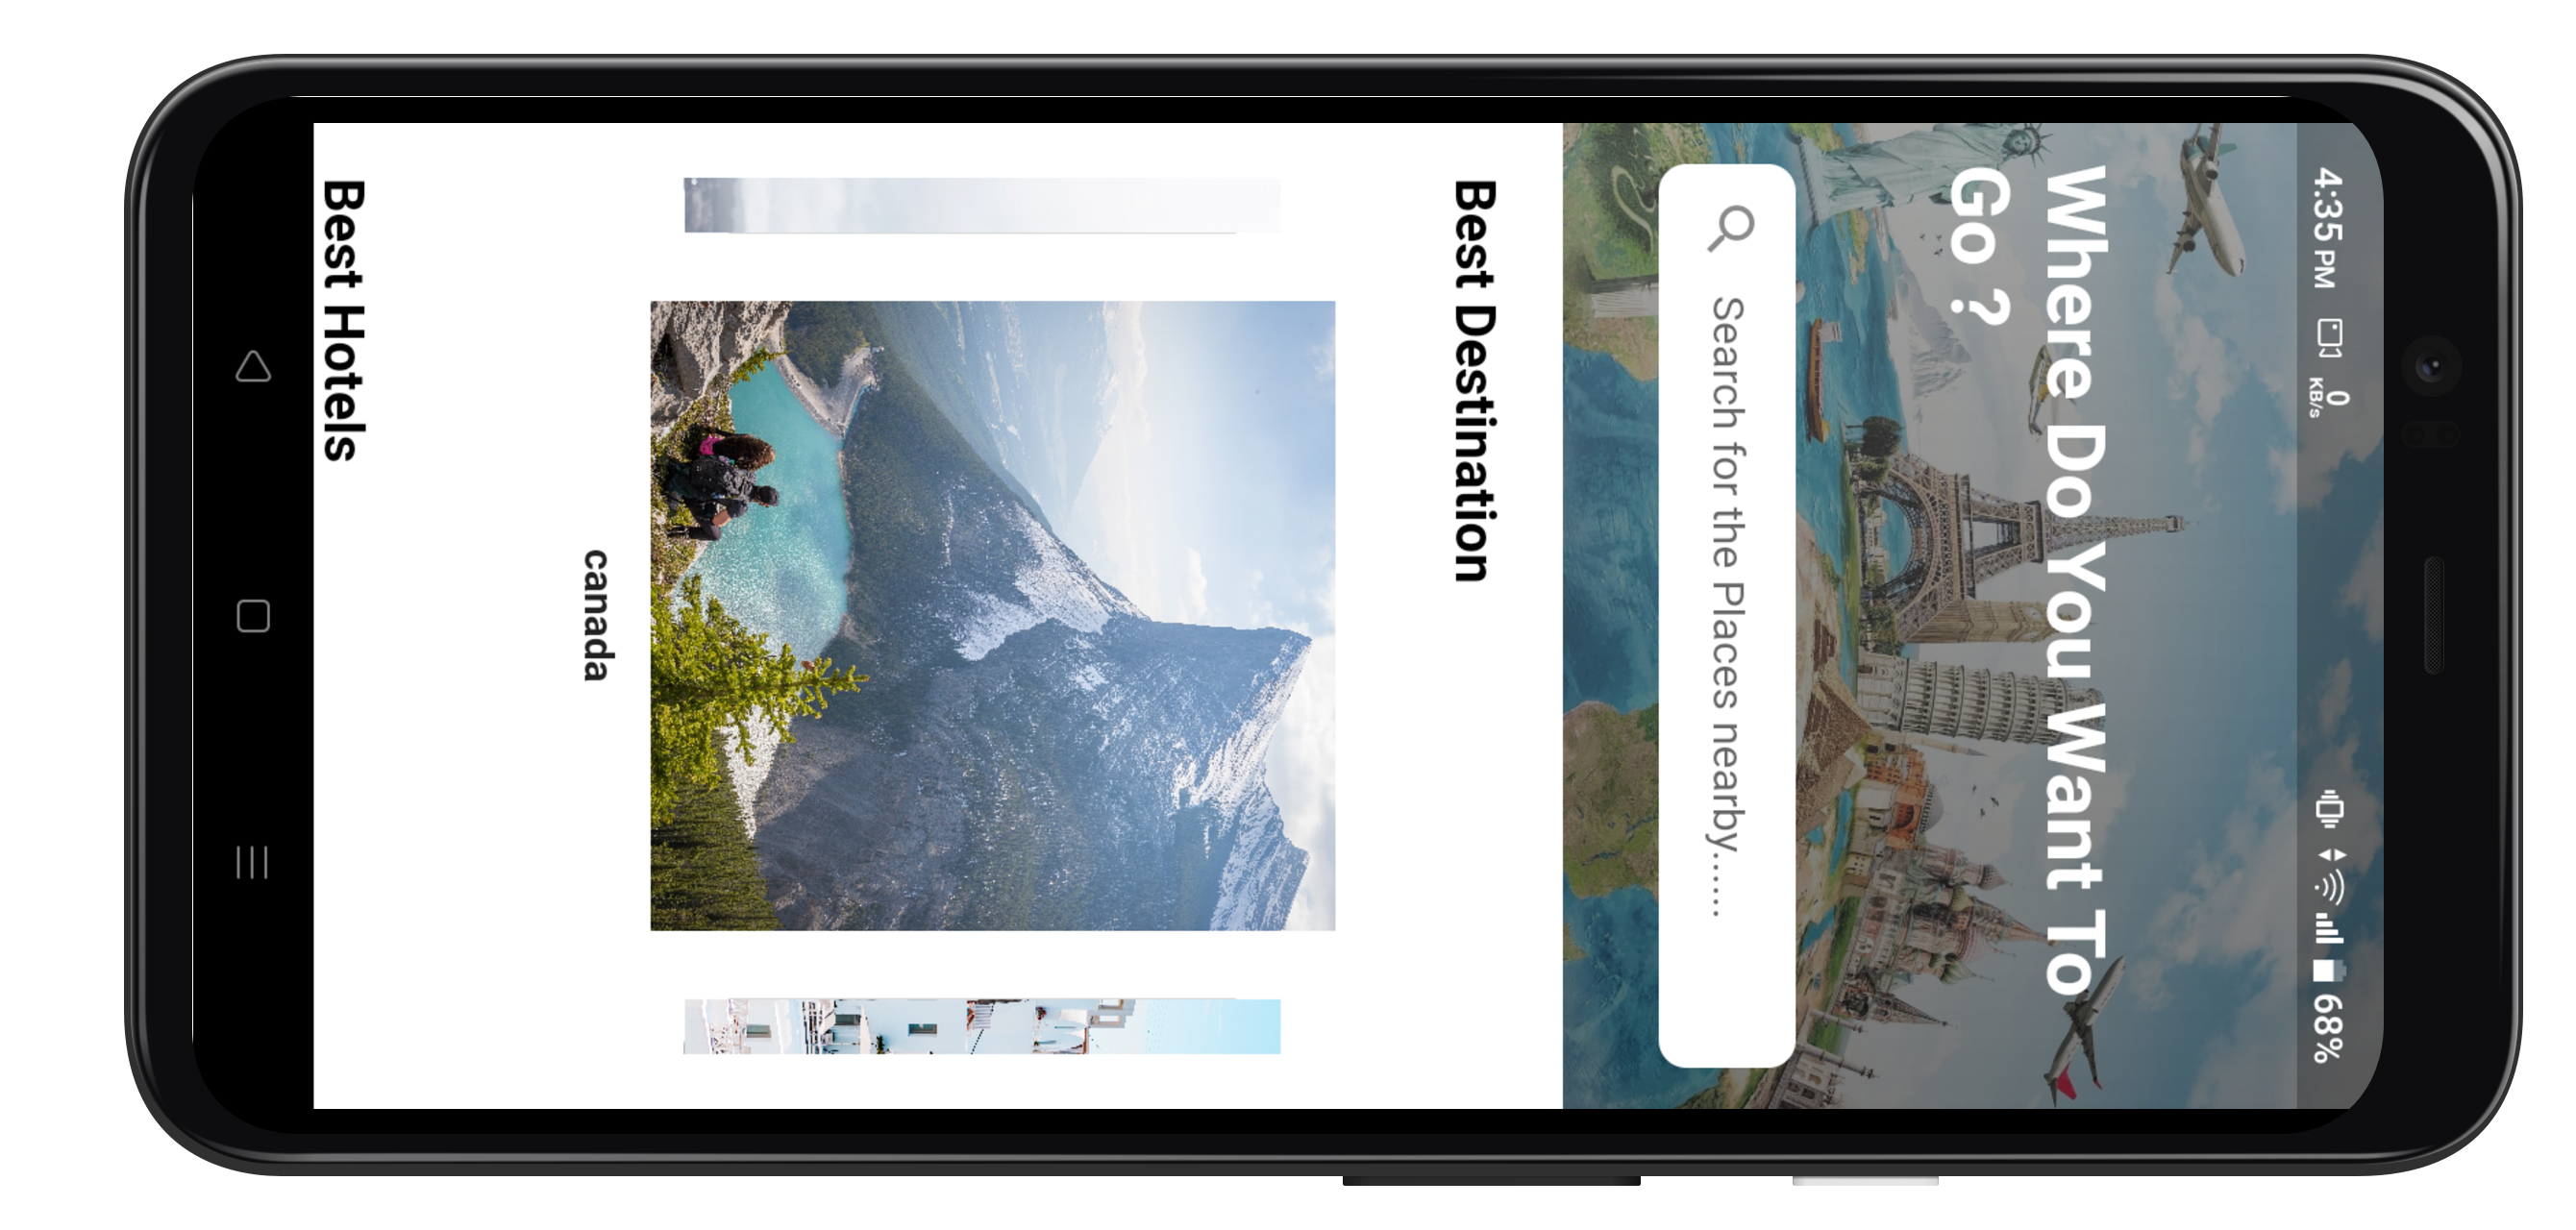 4:35 PM
0
KB/s
68%
Where Do You Want To
Go ?
Search for the Places nearby......
Best Destination
canada
Best Hotels